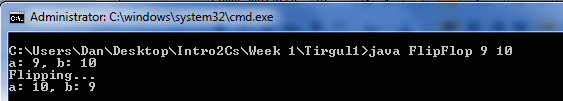 Administrator: C:\windows\system32\cmd.exe
C:\Users\Dan\Desktop\Intro2Cs\Week 1\Tirgul1>java FlipFlop 9 10
a: 9, b: 10
Flipping...
a: 10, b: 9